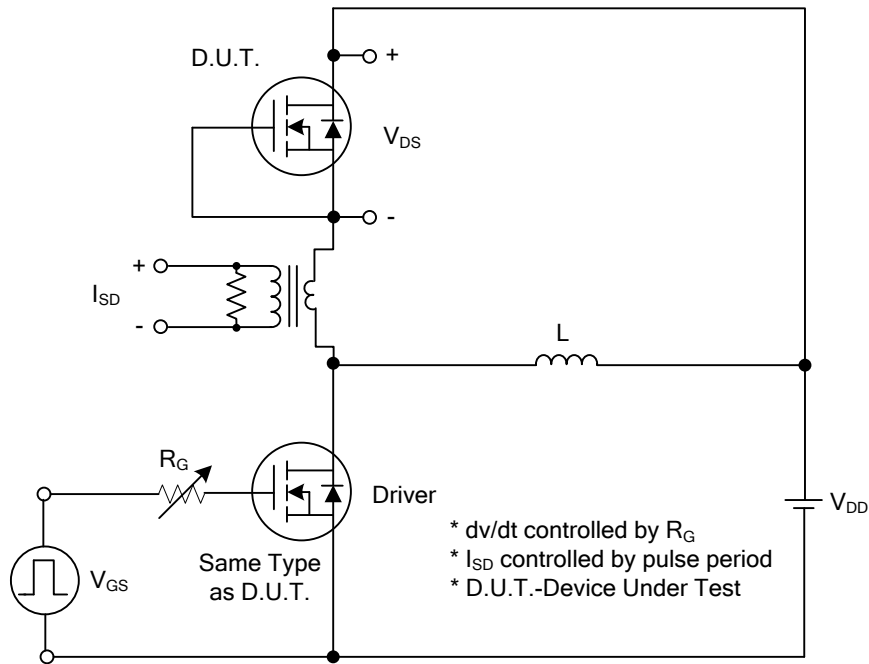 D.U.T.
+
V_DS
-
+
I_SD
-
L
R_G
Driver
V_DD
Same Type
as D.U.T.
V_GS
* dv/dt controlled by R_G
* I_SD controlled by pulse period
* D.U.T.-Device Under Test